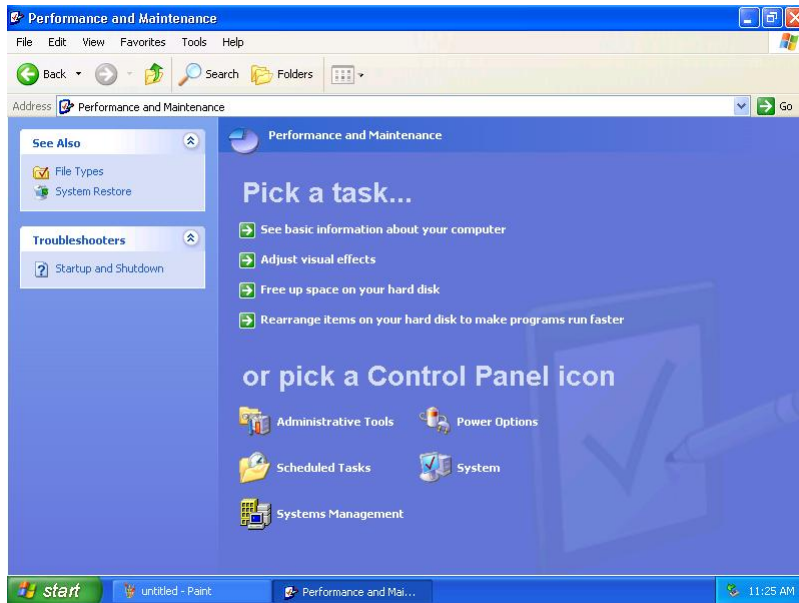 Performance and Maintenance
File Edit View Favorites Tools Help
Back Search Folders
Address Performance and Maintenance Go
See Also
File Types
System Restore
Troubleshooters
Startup and Shutdown
Performance and Maintenance
Pick a task...
See basic information about your computer
Adjust visual effects
Free up space on your hard disk
Rearrange items on your hard disk to make programs run faster
or pick a Control Panel icon
Administrative Tools Power Options
Scheduled Tasks System
Systems Management
start untitled - Paint Performance and Mai... 11:25 AM